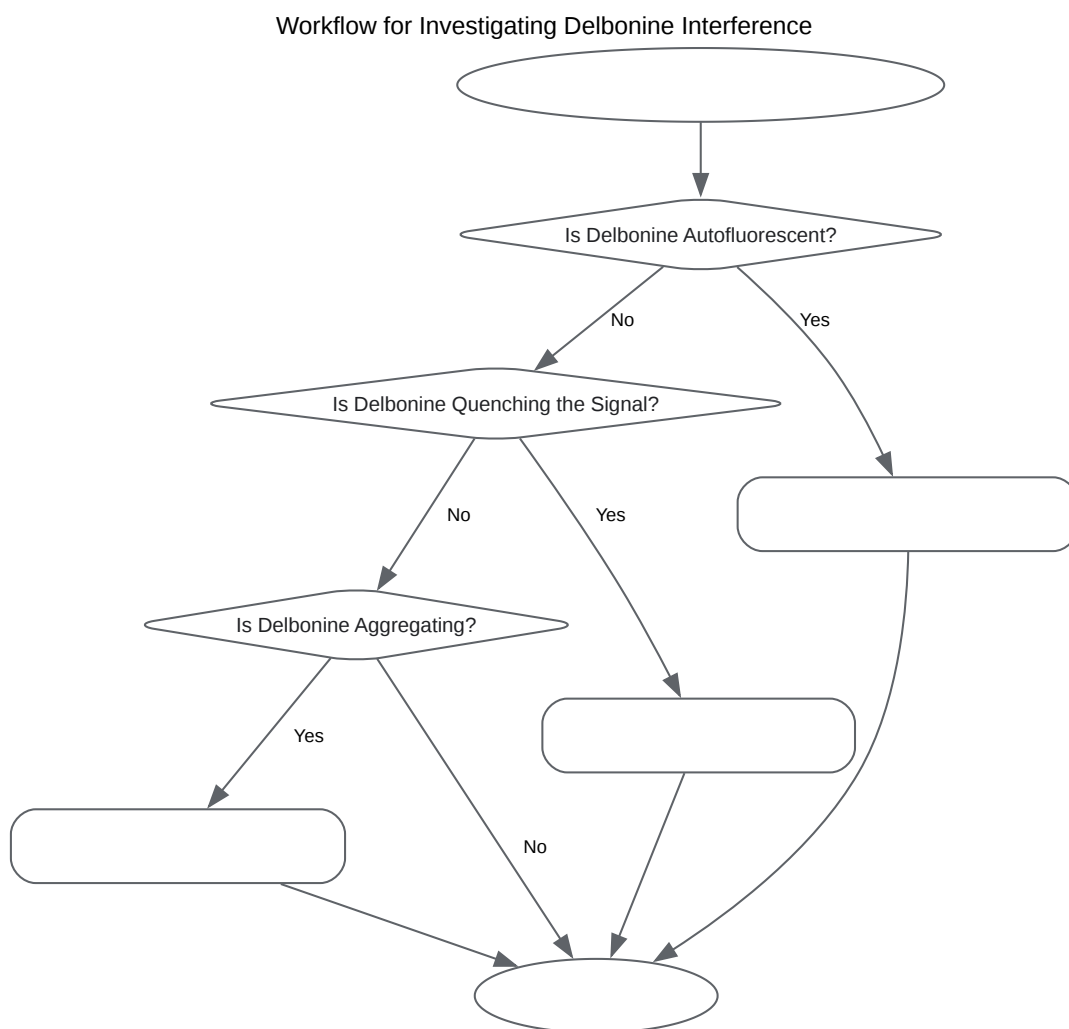 Workflow for Investigating Delbonine Interference
Is Delbonine Autofluorescent?
No
Yes
Is Delbonine Quenching the Signal?
No
Yes
Is Delbonine Aggregating?
Yes
No